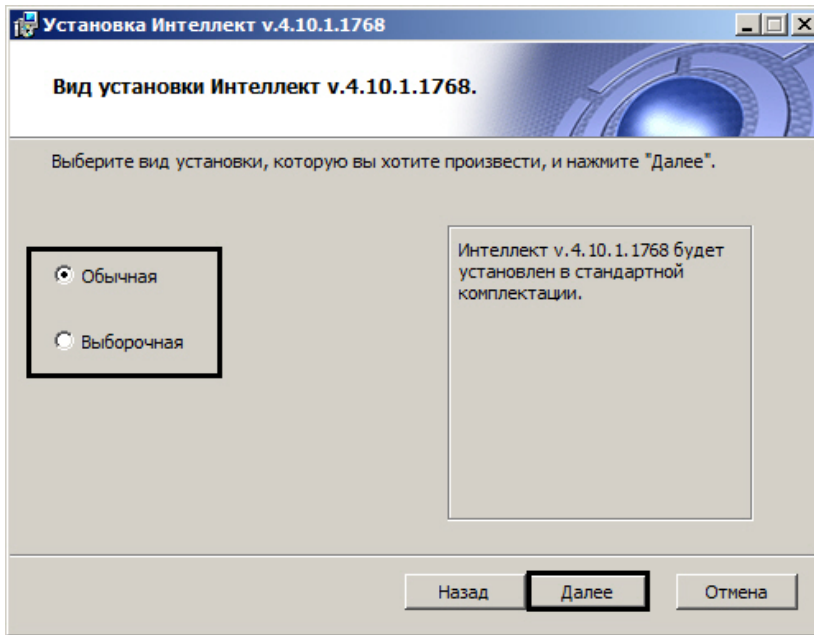 Установка Интеллект v.4.10.1.1768
Вид установки Интеллект v.4.10.1.1768.
Выберите вид установки, которую вы хотите произвести, и нажмите "Далее".
Обычная
Выборочная
Интеллект v.4.10.1.1768 будет
установлен в стандартной
комплектации.
Назад
Далее
Отмена